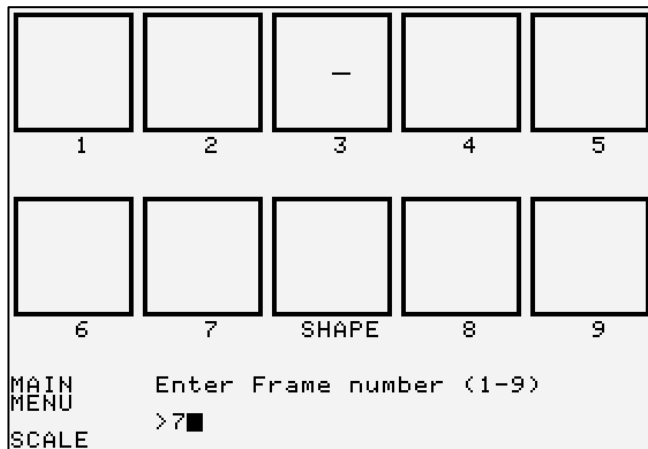 1 2 3 4 5
6 7 SHAPE 8 9
MAIN MENU
Enter Frame number (1-9)
>7
SCALE